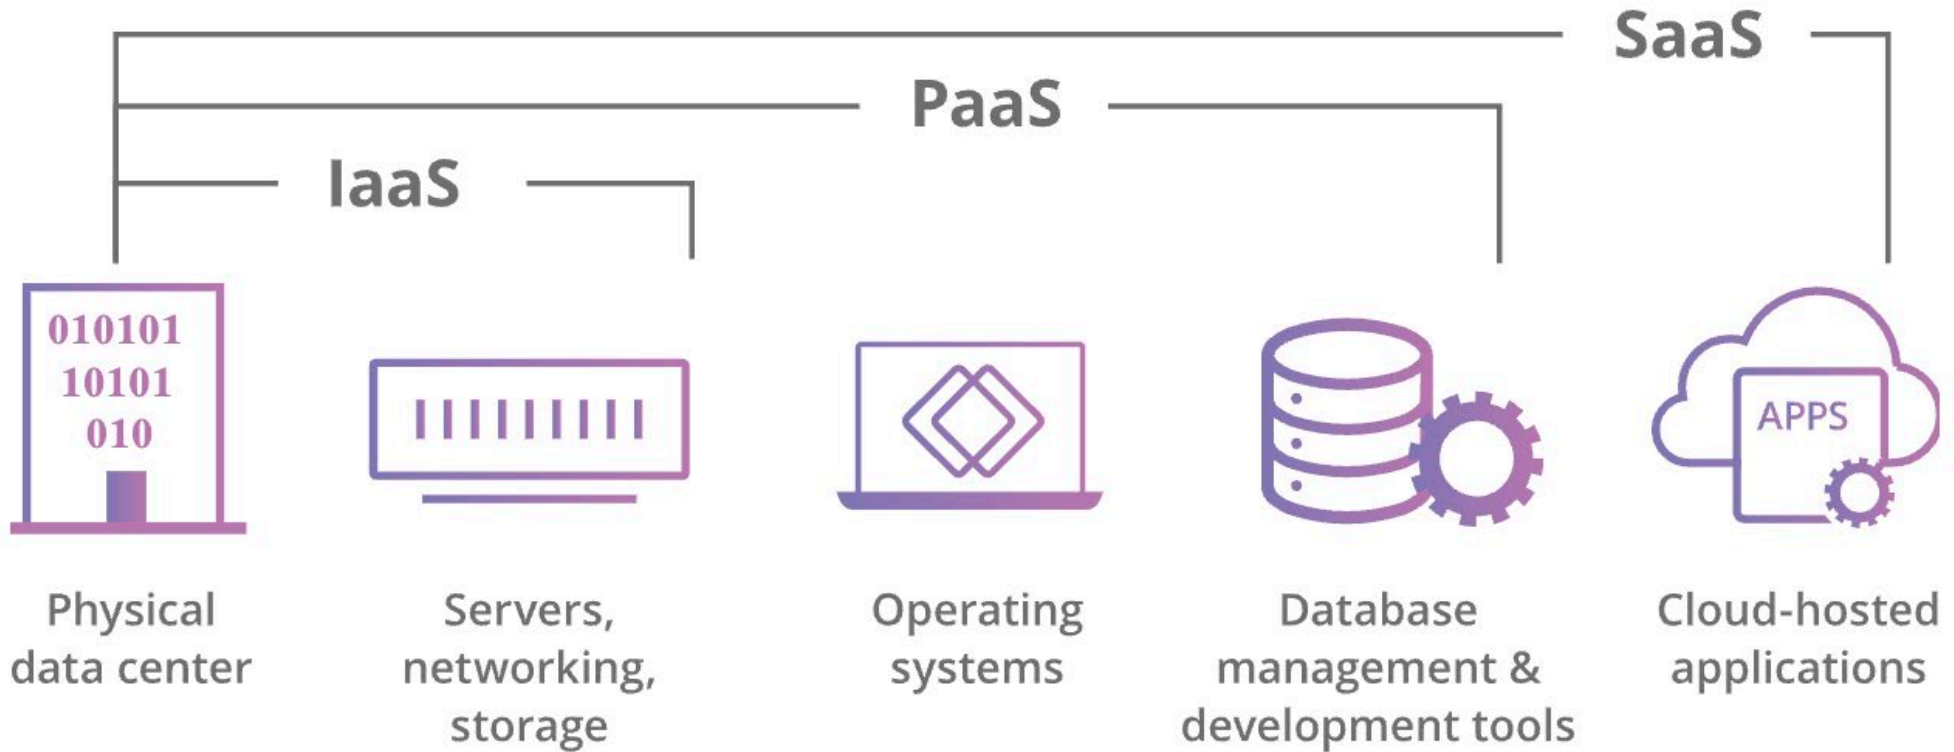 SaaS
PaaS
IaaS
010101
10101
010
APPS
Physical
data center
Servers,
networking,
storage
Operating
systems
Database
management &
development tools
Cloud-hosted
applications